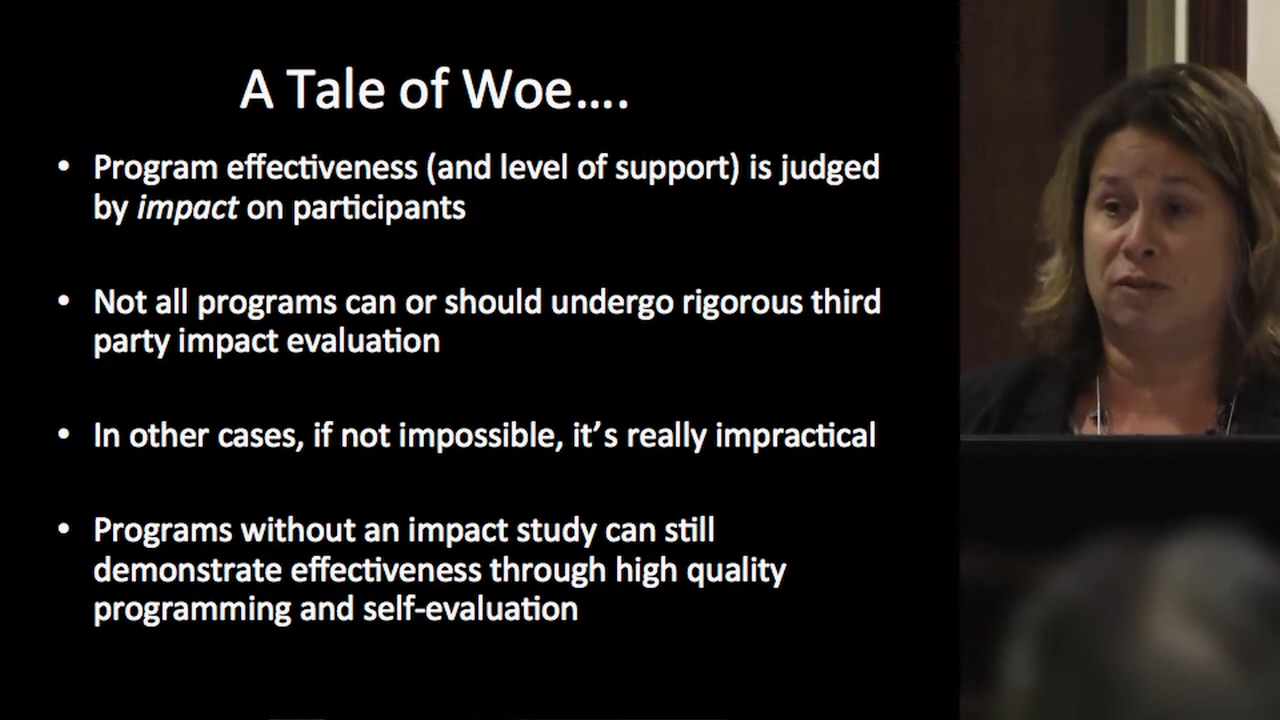 A Tale of Woe....
• Program effectiveness (and level of support) is judged
by impact on participants
• Not all programs can or should undergo rigorous third
party impact evaluation
• In other cases, if not impossible, it’s really impractical
• Programs without an impact study can still
demonstrate effectiveness through high quality
programming and self-evaluation